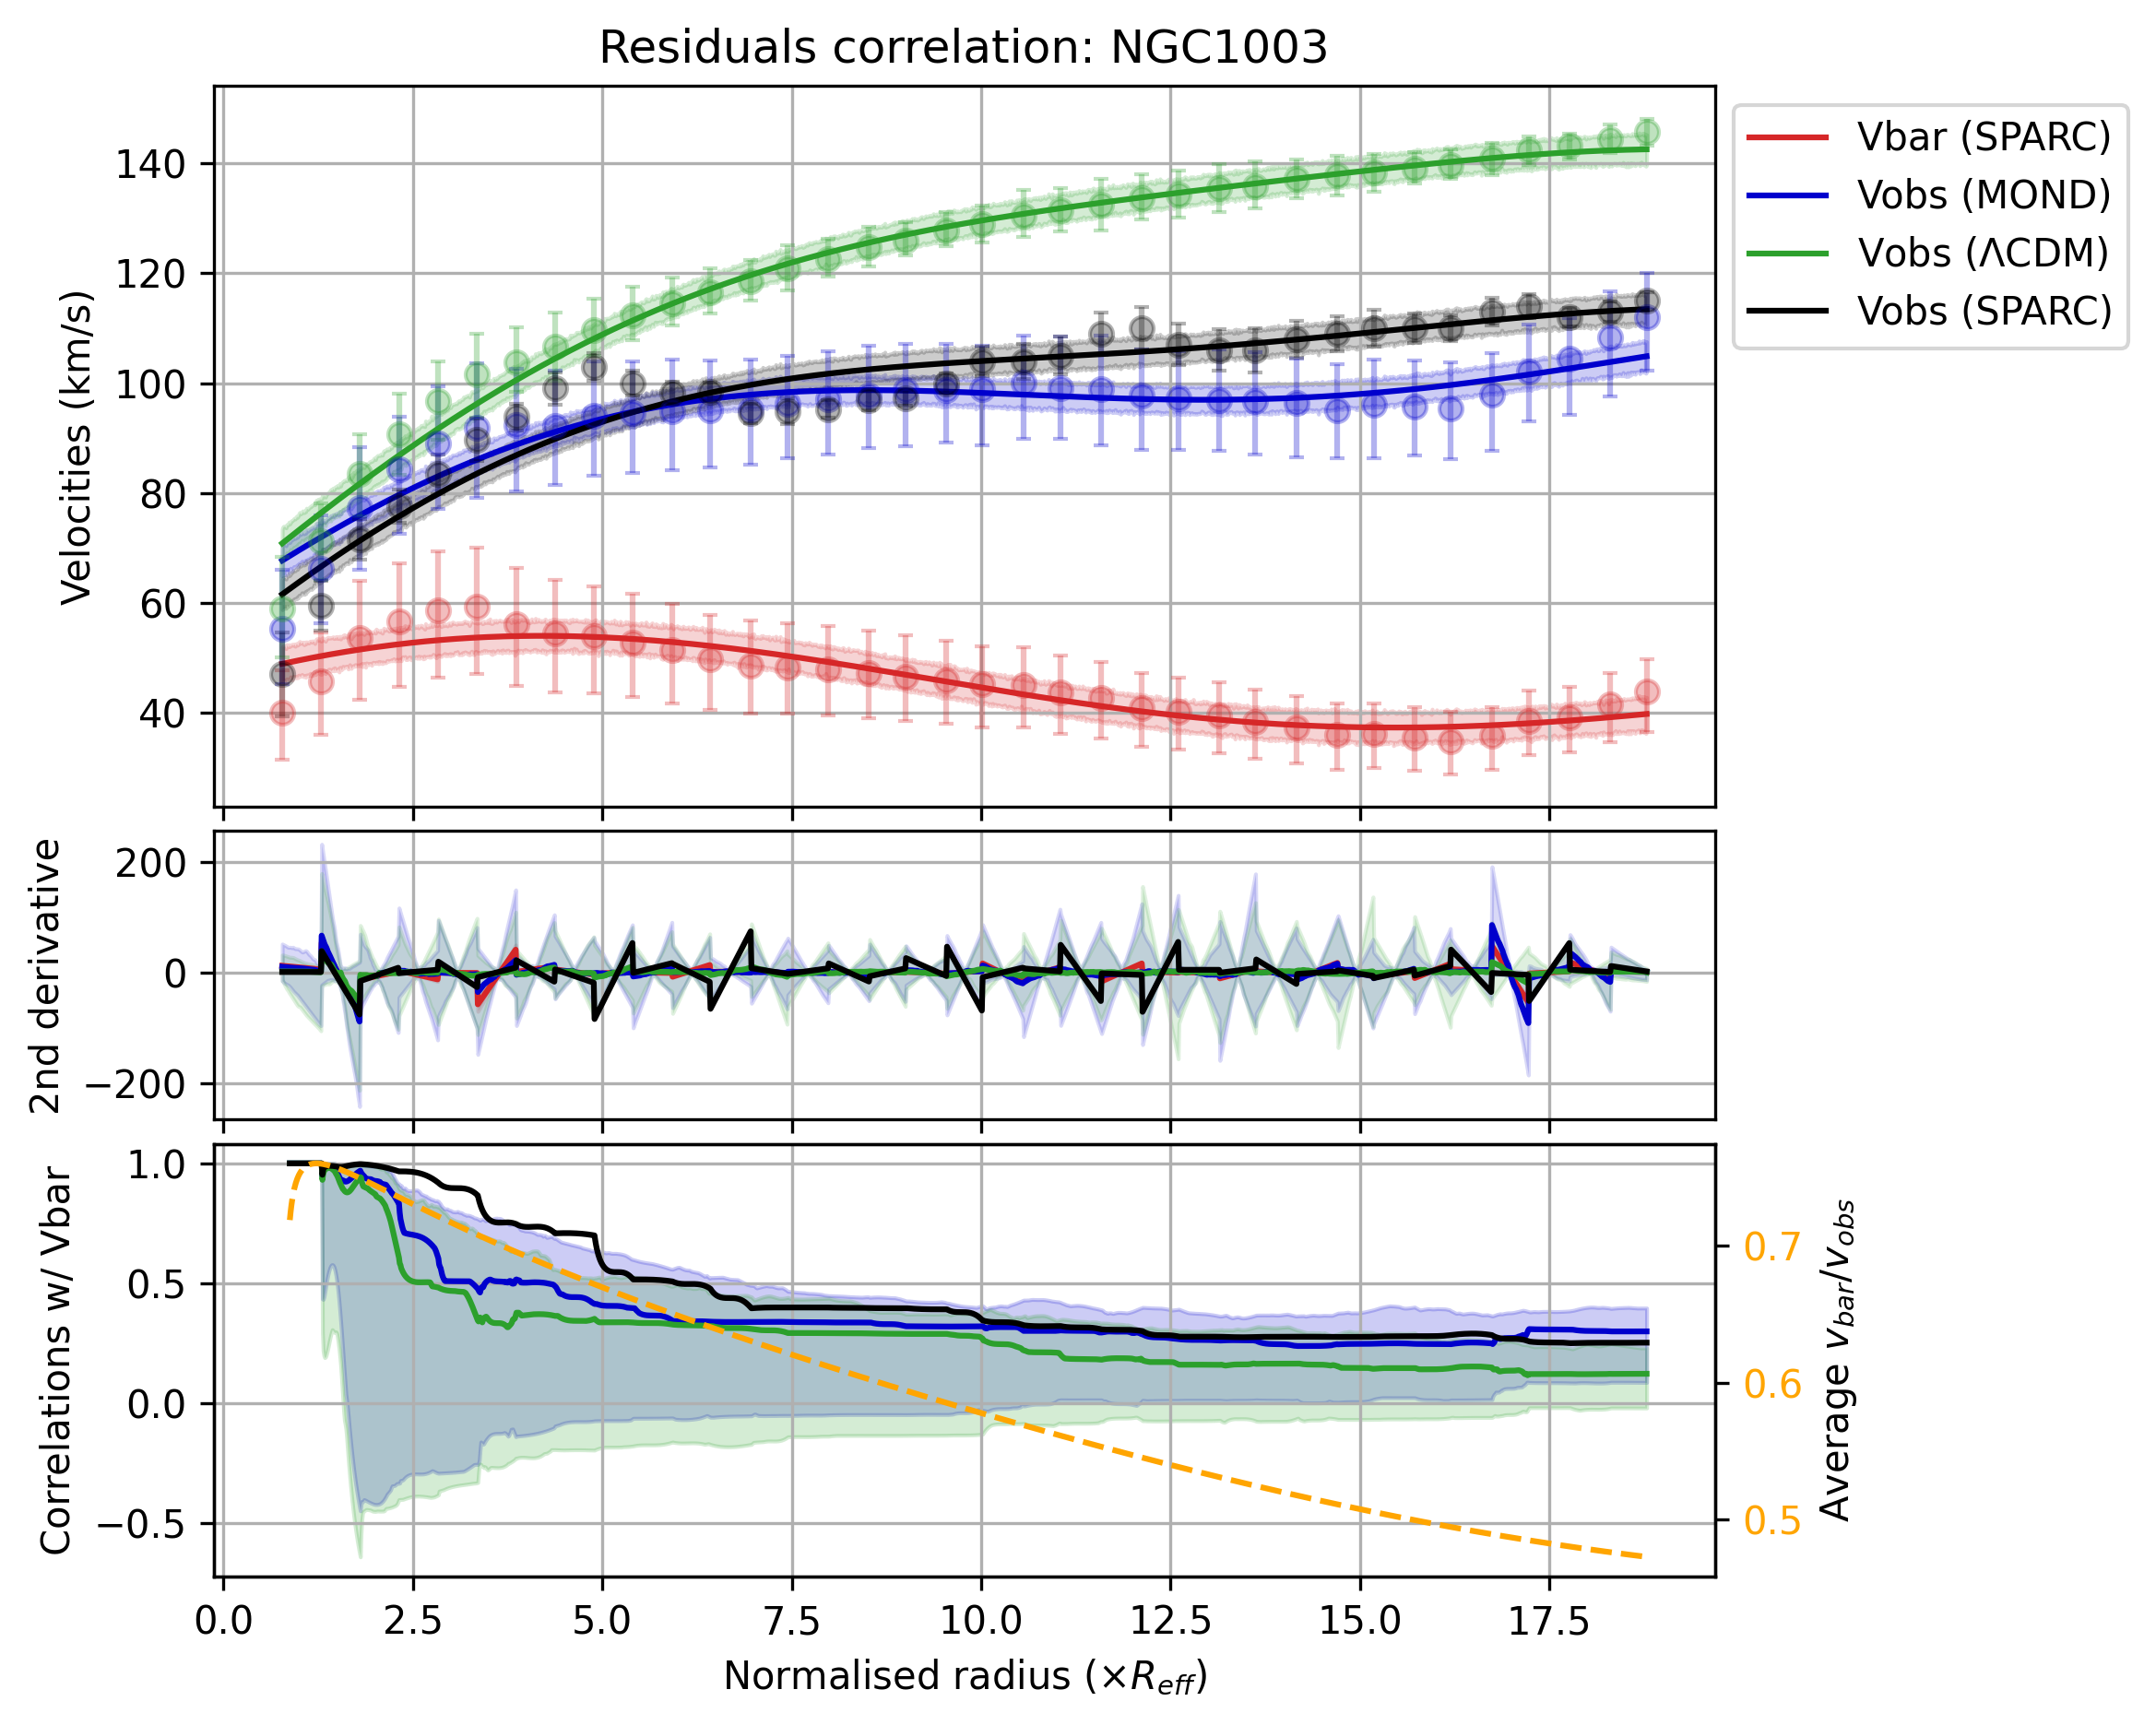 Residuals correlation: NGC1003
Velocities (km/s)
140
120
100
80
60
40
Vbar (SPARC)
Vobs (MOND)
Vobs (ΛCDM)
Vobs (SPARC)
2nd derivative
200
0
−200
Correlations w/ Vbar
1.0
0.5
0.0
−0.5
0.7
0.6
0.5
Average v_bar/v_obs
0.0 2.5 5.0 7.5 10.0 12.5 15.0 17.5
Normalised radius (×R_eff)